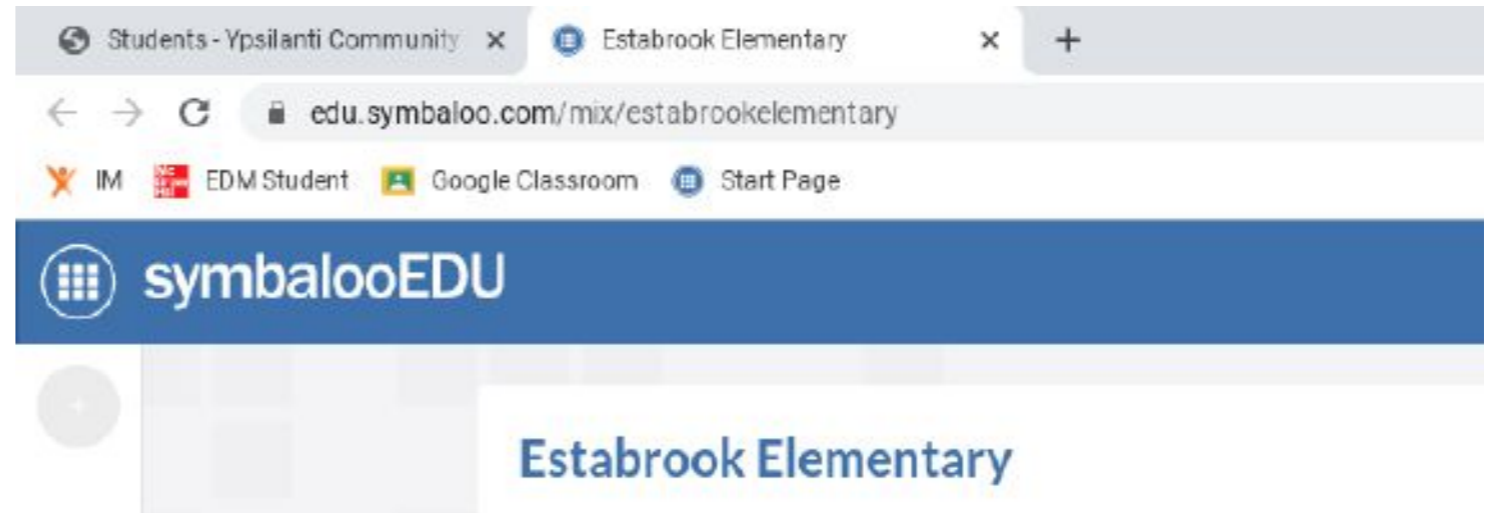 Students - Ypsilanti Community Estabrook Elementary
edu.symbaloo.com/mix/estabrookelementary
IM EDM Student Google Classroom Start Page
symbalooEDU
Estabrook Elementary